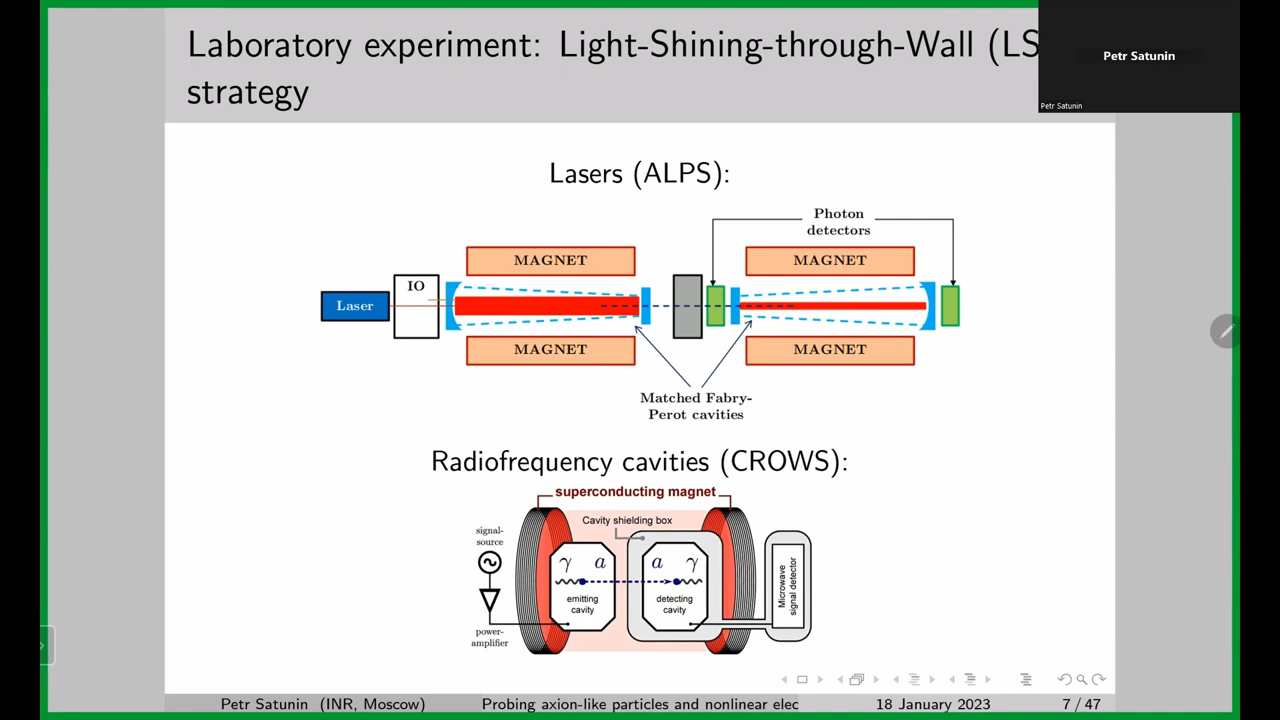 Laboratory experiment: Light-Shining-through-Wall (LS
strategy
Petr Satunin
Petr Satunin
Lasers (ALPS):
Photon
detectors
MAGNET
MAGNET
IO
Laser
MAGNET
MAGNET
Matched Fabry-
Perot cavities
Radiofrequency cavities (CROWS):
superconducting magnet
Cavity shielding box
signal-
source
γ a
a γ
emitting
cavity
detecting
cavity
Microwave
signal detector
power-
amplifier
Petr Satunin (INR, Moscow) Probing axion-like particles and nonlinear elec 18 January 2023 7 / 47